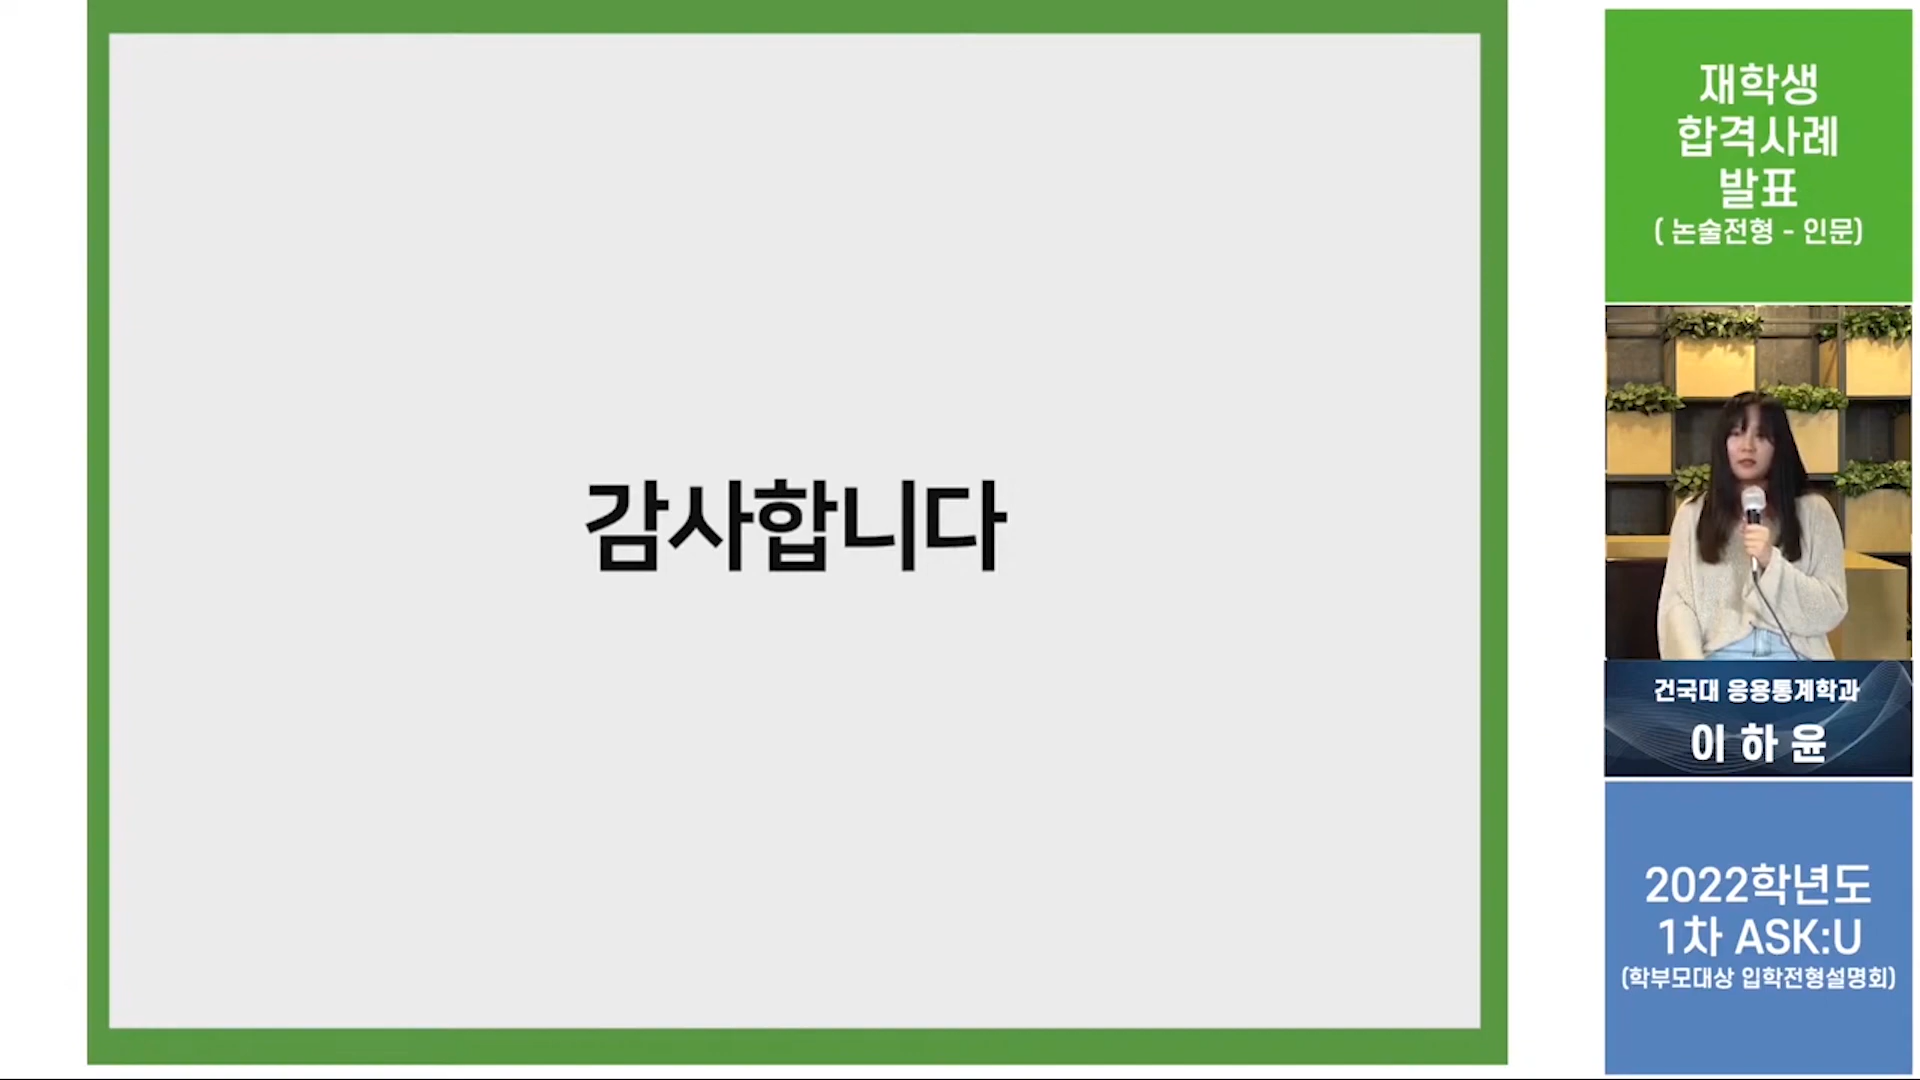 감사합니다
재학생
합격사례
발표
( 논술전형 - 인문)
건국대 응용통계학과
이하윤
2022학년도
1차 ASK:U
(학부모대상 입학전형설명회)